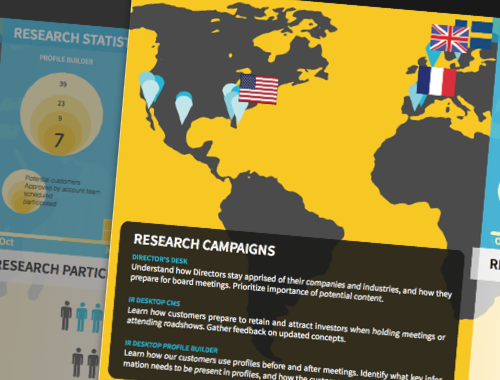 RESEARCH STATIST
PROFILE BUILDER
39
23
9
7
Potential customers
Approved by account team
scheduled
participated
Oct
RESEARCH PARTIC
RESEARCH CAMPAIGNS
DIRECTOR'S DESK
Understand how Directors stay apprised of their companies and industries, and how they
prepare for board meetings. Prioritize importance of potential content.
IR DESKTOP CMS
Learn how customers prepare to retain and attract investors when holding meetings or
attending roadshows. Gather feedback on updated concepts.
IR DESKTOP PROFILE BUILDER
Learn how our customers use profiles before and after meetings. Identify what key infor-
mation needs to be present in profiles, and how the
RE